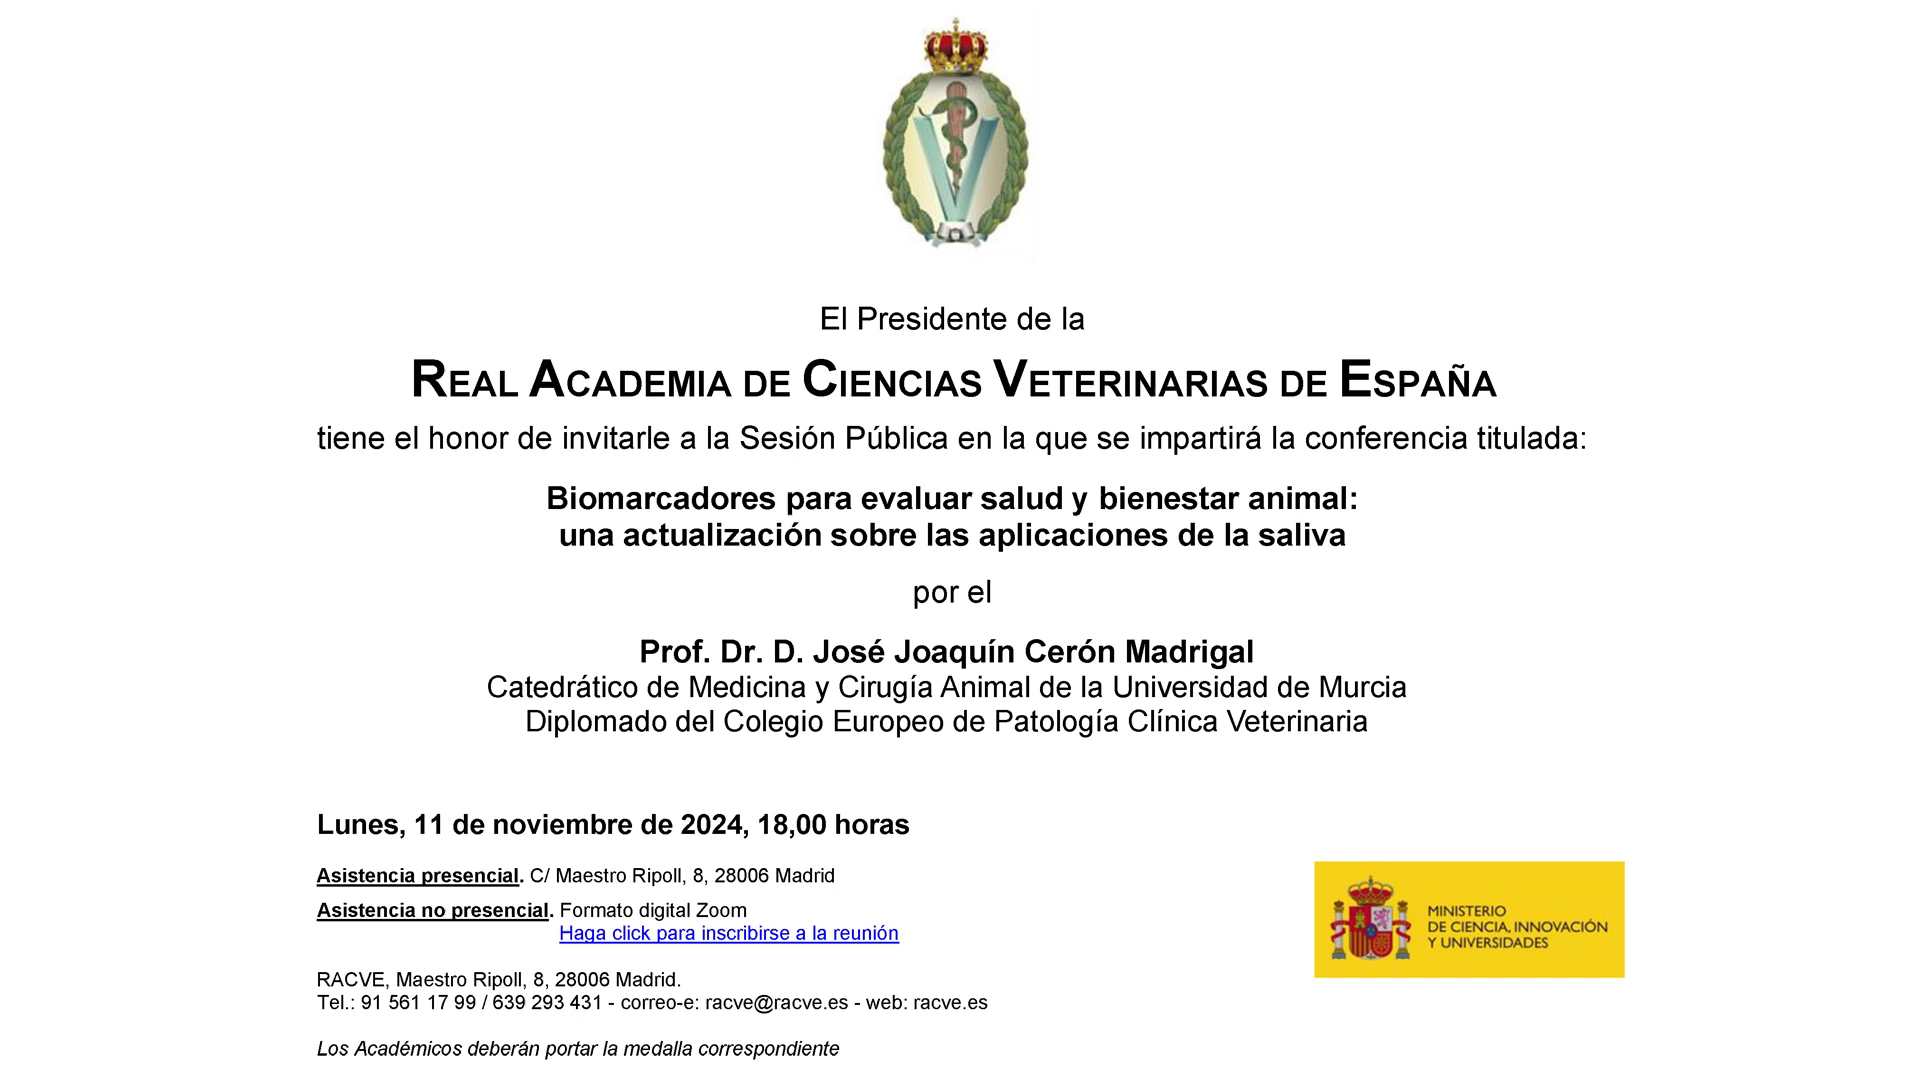 El Presidente de la
REAL ACADEMIA DE CIENCIAS VETERINARIAS DE ESPAÑA
tiene el honor de invitarle a la Sesión Pública en la que se impartirá la conferencia titulada:
Biomarcadores para evaluar salud y bienestar animal:
una actualización sobre las aplicaciones de la saliva
por el
Prof. Dr. D. José Joaquín Cerón Madrigal
Catedrático de Medicina y Cirugía Animal de la Universidad de Murcia
Diplomado del Colegio Europeo de Patología Clínica Veterinaria
Lunes, 11 de noviembre de 2024, 18,00 horas
Asistencia presencial. C/ Maestro Ripoll, 8, 28006 Madrid
Asistencia no presencial. Formato digital Zoom
Haga click para inscribirse a la reunión
MINISTERIO
DE CIENCIA, INNOVACIÓN
Y UNIVERSIDADES
RACVE, Maestro Ripoll, 8, 28006 Madrid.
Tel.: 91 561 17 99 / 639 293 431 - correo-e: racve@racve.es - web: racve.es
Los Académicos deberán portar la medalla correspondiente